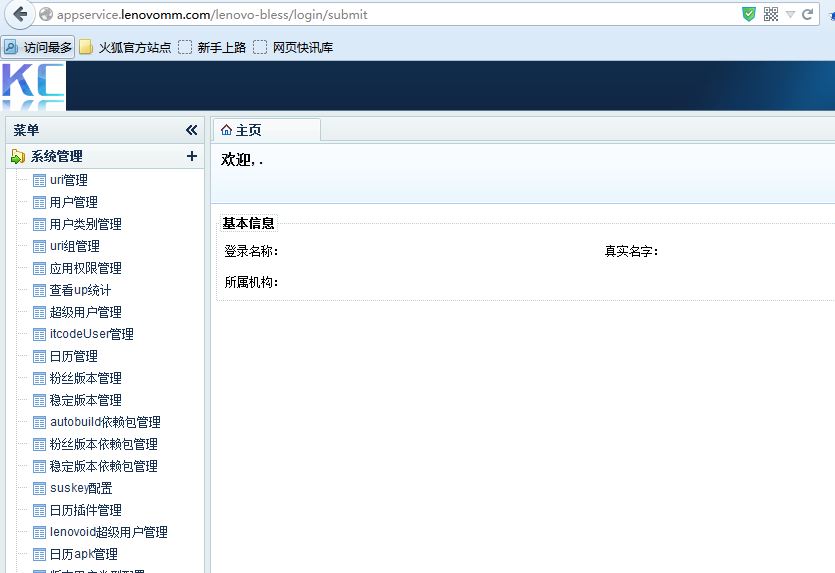 appservice.lenovomm.com/lenovo-bless/login/submit
访问最多 火狐官方站点 新手上路 网页快讯库
KC
菜单
主页
系统管理
欢迎, .
uri管理
用户管理
用户类别管理
uri组管理
应用权限管理
查看up统计
超级用户管理
itcodeUser管理
日历管理
粉丝版本管理
稳定版本管理
autobuild依赖包管理
粉丝版本依赖包管理
稳定版本依赖包管理
suskey配置
日历插件管理
lenovoid超级用户管理
日历apk管理
基本信息
登录名称: 真实名字:
所属机构: